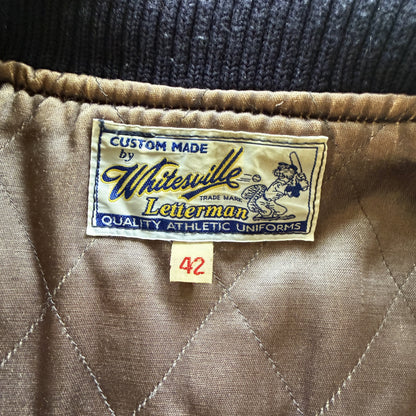 CUSTOM MADE
by
Whitesville
TRADE MARK
Letterman
QUALITY ATHLETIC UNIFORMS
42